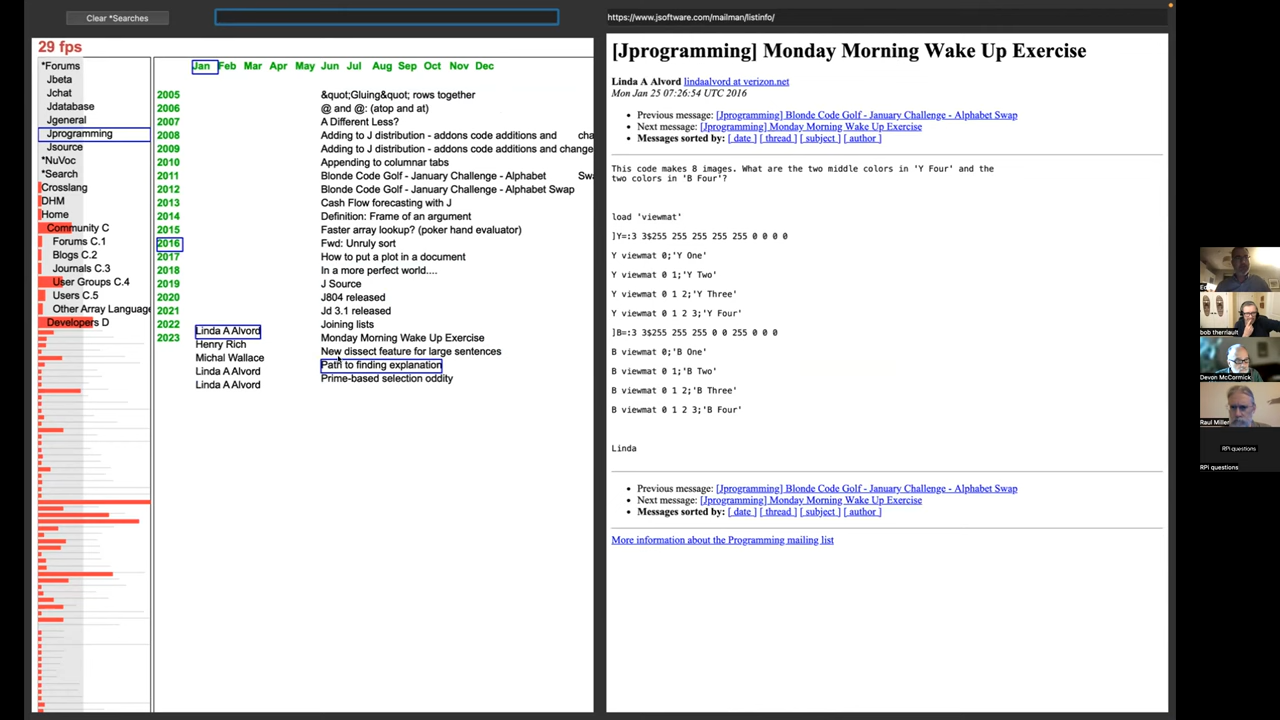 Clear *Searches
https://www.jsoftware.com/mailman/listinfo/
29 fps
*Forums
Jbeta
Jchat
Jdatabase
Jgeneral
Jprogramming
Jsource
*NuVoc
*Search
Crosslang
DHM
Home
Community C
Forums C.1
Blogs C.2
Journals C.3
User Groups C.4
Users C.5
Other Array Language
Developers D
Jan Feb Mar Apr May Jun Jul Aug Sep Oct Nov Dec
2005
2006
2007
2008
2009
2010
2011
2012
2013
2014
2015
2016
2017
2018
2019
2020
2021
2022
2023
Linda A Alvord
Henry Rich
Michal Wallace
Linda A Alvord
Linda A Alvord
&quot;Gluing&quot; rows together
@ and @: (atop and at)
A Different Less?
Adding to J distribution - addons code additions and cha
Adding to J distribution - addons code additions and change
Appending to columnar tabs
Blonde Code Golf - January Challenge - Alphabet Swa
Blonde Code Golf - January Challenge - Alphabet Swap
Cash Flow forecasting with J
Definition: Frame of an argument
Faster array lookup? (poker hand evaluator)
Fwd: Unruly sort
How to put a plot in a document
In a more perfect world....
J Source
J804 released
Jd 3.1 released
Joining lists
Monday Morning Wake Up Exercise
New dissect feature for large sentences
Path to finding explanation
Prime-based selection oddity
[Jprogramming] Monday Morning Wake Up Exercise
Linda A Alvord lindaalvord at verizon.net
Mon Jan 25 07:26:54 UTC 2016
Previous message: [Jprogramming] Blonde Code Golf - January Challenge - Alphabet Swap
Next message: [Jprogramming] Monday Morning Wake Up Exercise
Messages sorted by: [ date ] [ thread ] [ subject ] [ author ]
This code makes 8 images. What are the two middle colors in 'Y Four' and the
two colors in 'B Four'?
load 'viewmat'
]Y=:3 3$255 255 255 255 255 0 0 0 0
Y viewmat 0;'Y One'
Y viewmat 0 1;'Y Two'
Y viewmat 0 1 2;'Y Three'
Y viewmat 0 1 2 3;'Y Four'
]B=:3 3$255 255 255 0 0 255 0 0 0
B viewmat 0;'B One'
B viewmat 0 1;'B Two'
B viewmat 0 1 2;'B Three'
B viewmat 0 1 2 3;'B Four'
Linda
Previous message: [Jprogramming] Blonde Code Golf - January Challenge - Alphabet Swap
Next message: [Jprogramming] Monday Morning Wake Up Exercise
Messages sorted by: [ date ] [ thread ] [ subject ] [ author ]
More information about the Programming mailing list
bob therriault
Devon McCormick
Raul Miller
RPi questions
RPi questions